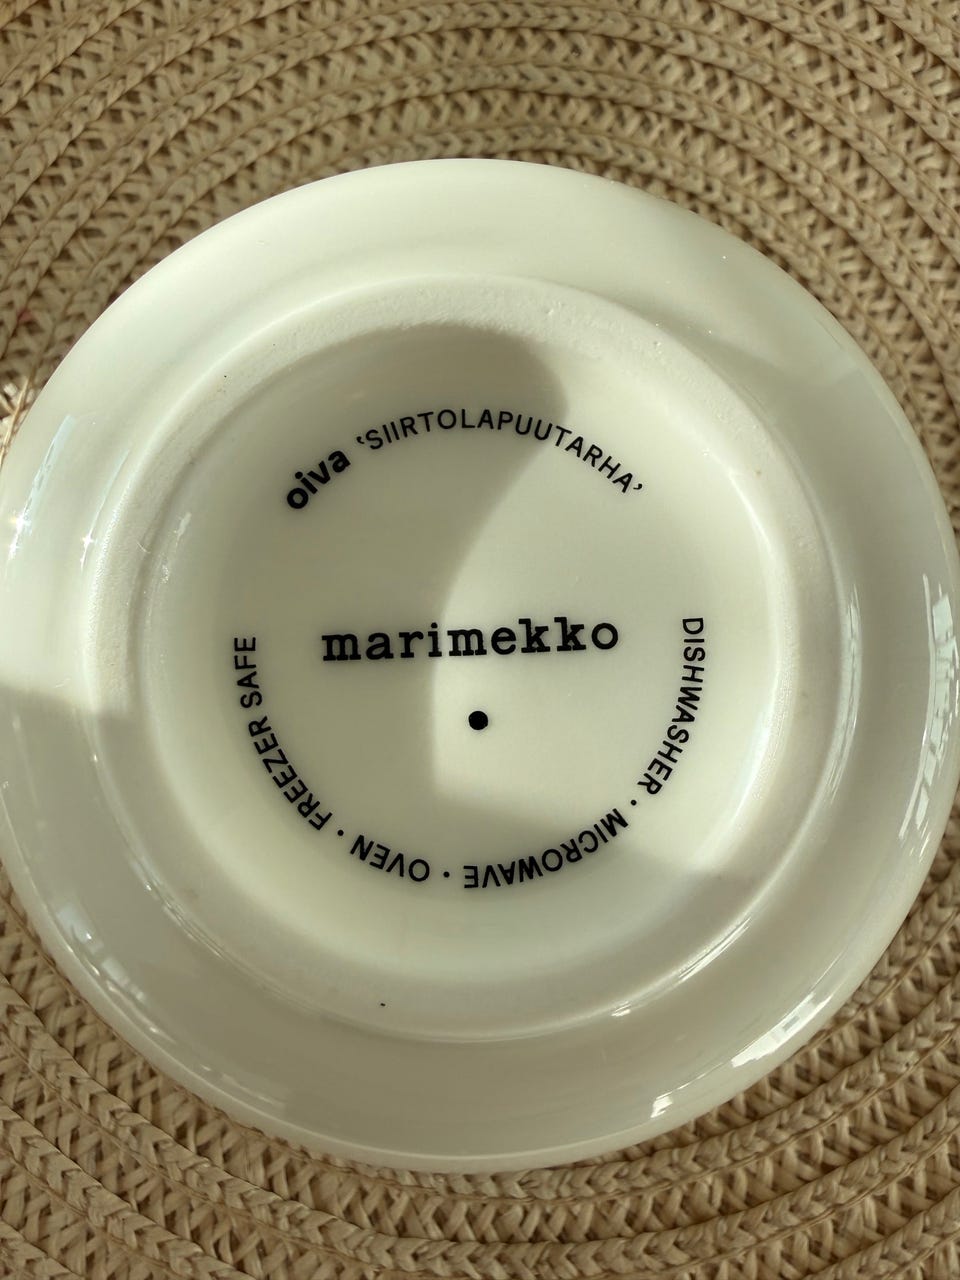 oiva ‘SIIRTOLAPUUTARHA’
marimekko
DISHWASHER · MICROWAVE · OVEN · FREEZER SAFE